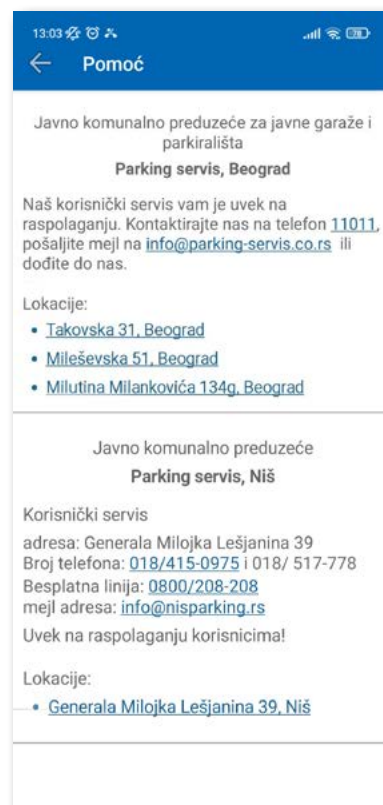 13:03
78
Pomoć
Javno komunalno preduzeće za javne garaže i
parkirališta
Parking servis, Beograd
Naš korisnički servis vam je uvek na
raspolaganju. Kontaktirajte nas na telefon 11011,
pošaljite mejl na info@parking-servis.co.rs ili
dođite do nas.
Lokacije:
• Takovska 31, Beograd
• Mileševska 51, Beograd
• Milutina Milankovića 134g, Beograd
Javno komunalno preduzeće
Parking servis, Niš
Korisnički servis
adresa: Generala Milojka Lešjanina 39
Broj telefona: 018/415-0975 i 018/ 517-778
Besplatna linija: 0800/208-208
mejl adresa: info@nisparking.rs
Uvek na raspolaganju korisnicima!
Lokacije:
• Generala Milojka Lešjanina 39, Niš